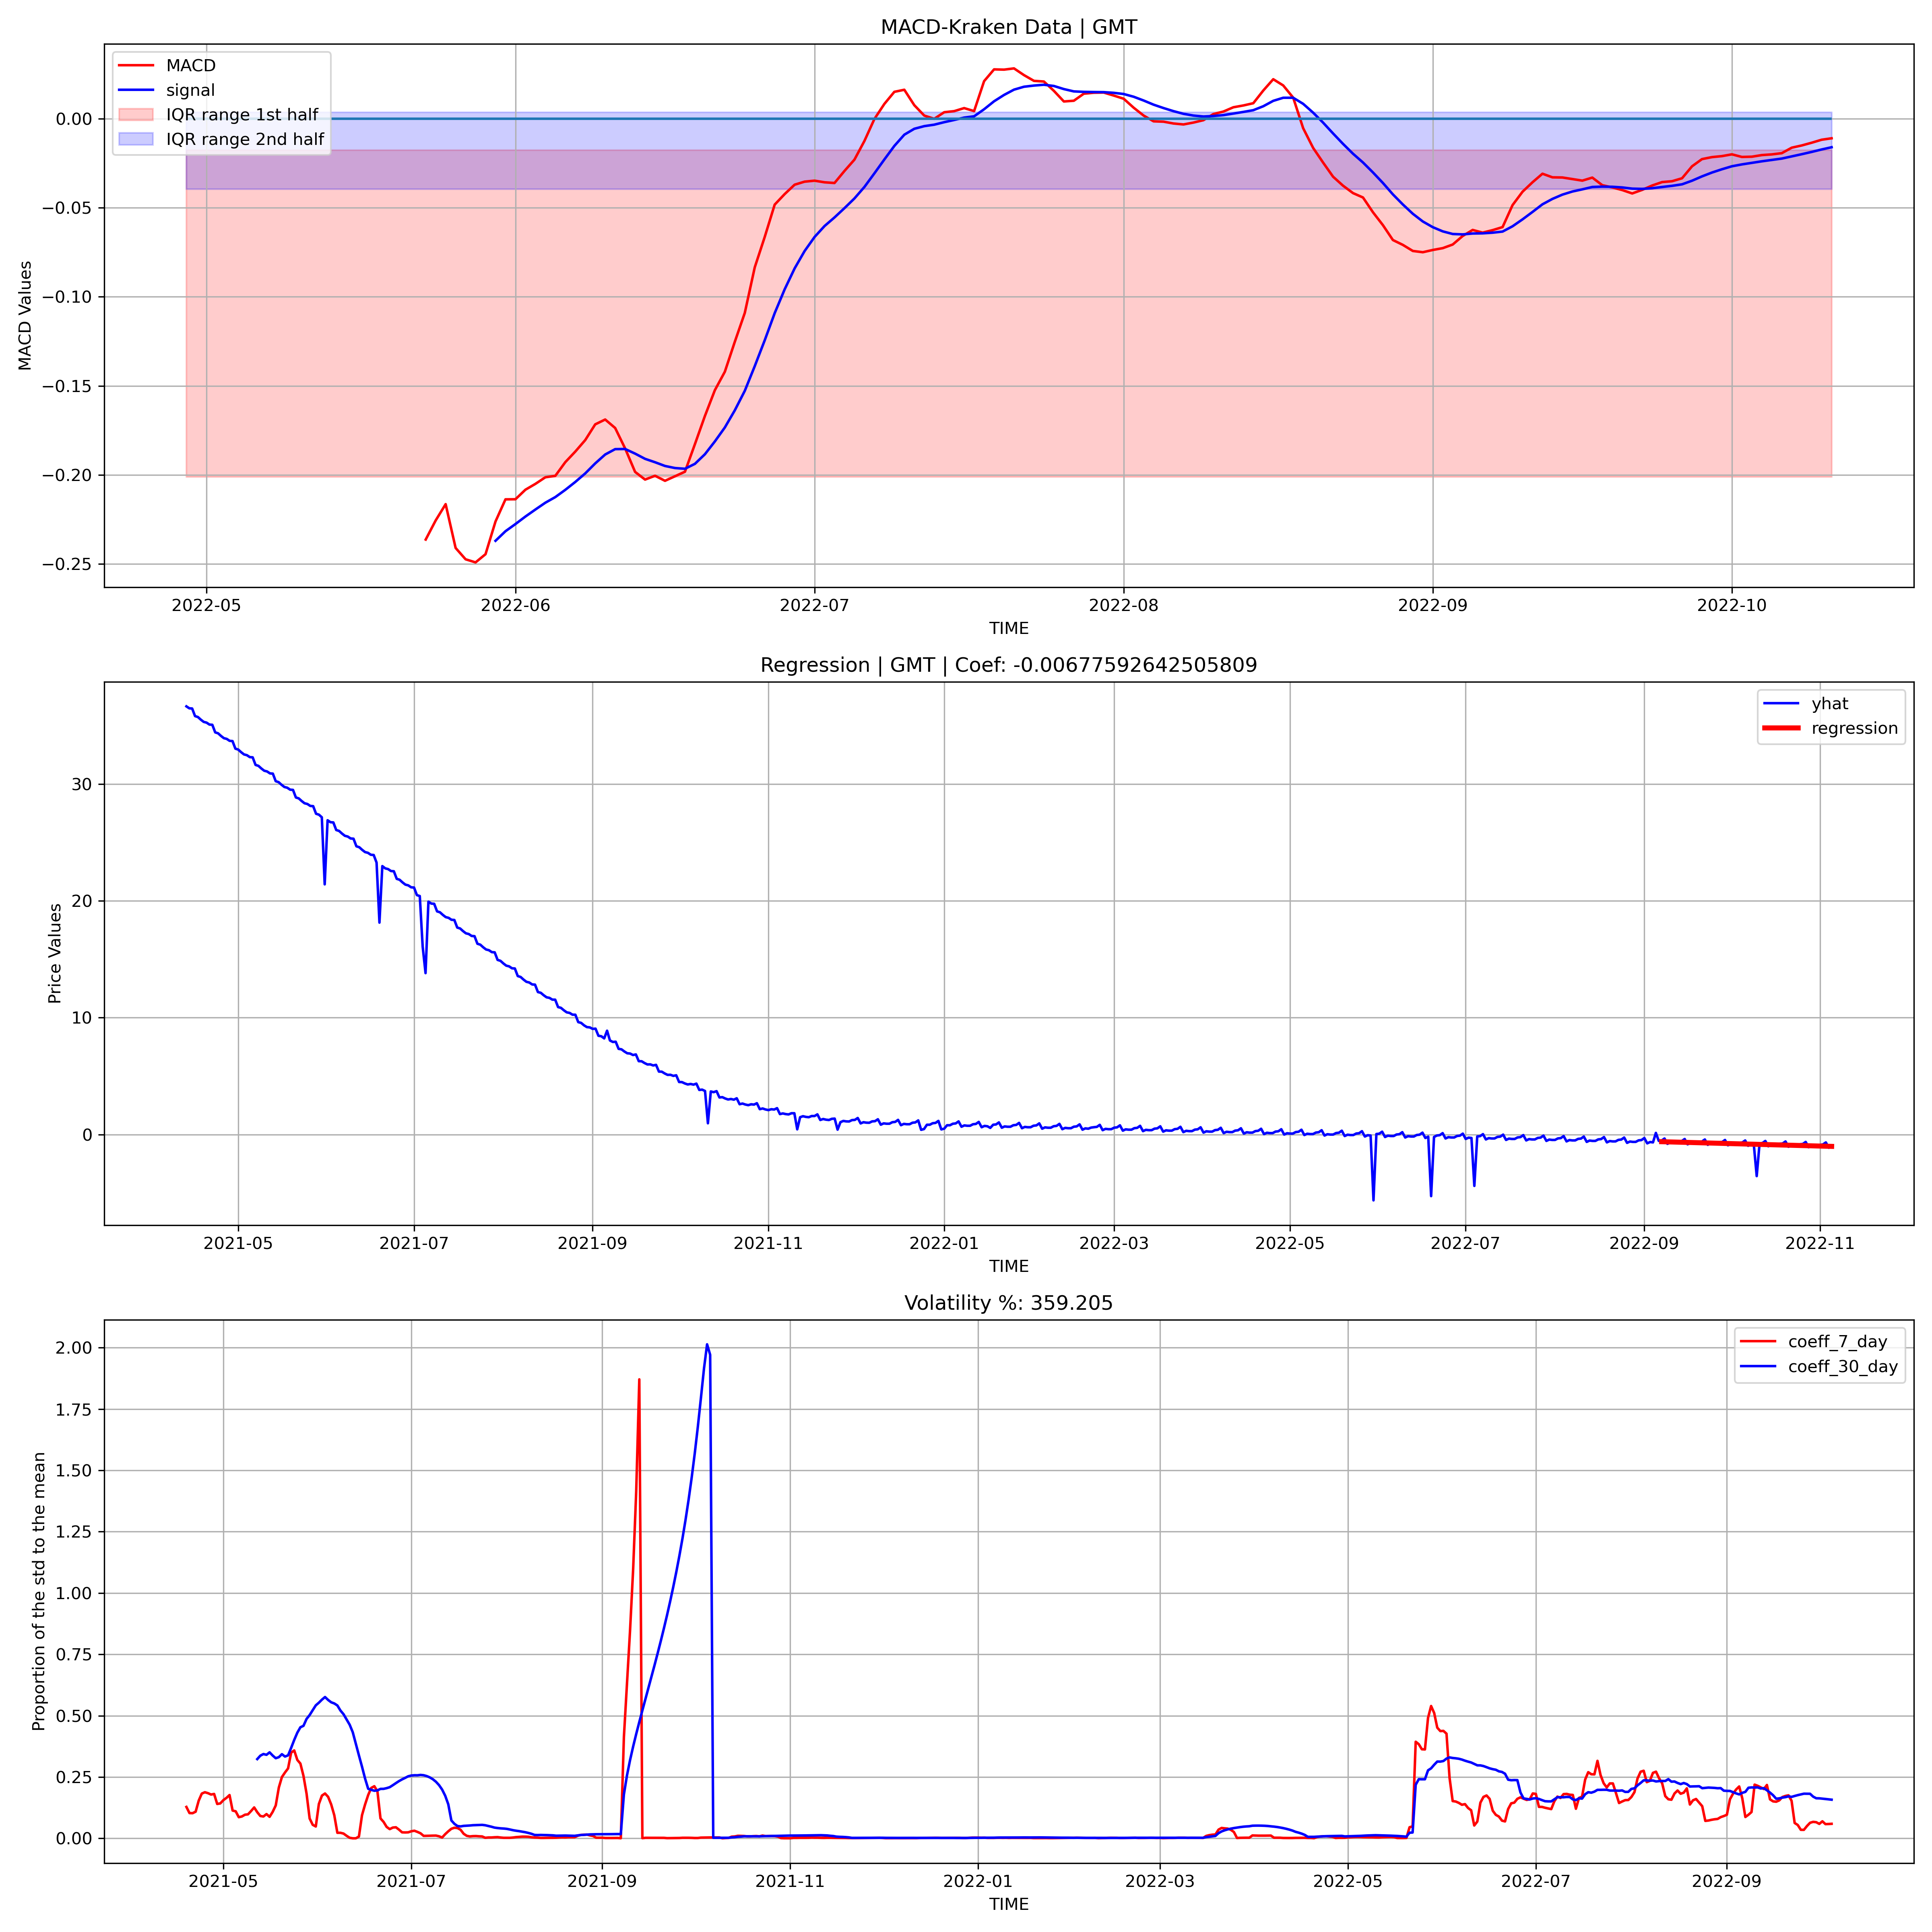 MACD-Kraken Data | GMT
MACD
signal
IQR range 1st half
IQR range 2nd half
0.00
−0.05
−0.10
−0.15
−0.20
−0.25
MACD Values
2022-05 2022-06 2022-07 2022-08 2022-09 2022-10
TIME
Regression | GMT | Coef: -0.00677592642505809
yhat
regression
30
20
10
0
Price Values
2021-05 2021-07 2021-09 2021-11 2022-01 2022-03 2022-05 2022-07 2022-09 2022-11
TIME
Volatility %: 359.205
coeff_7_day
coeff_30_day
2.00
1.75
1.50
1.25
1.00
0.75
0.50
0.25
0.00
Proportion of the std to the mean
2021-05 2021-07 2021-09 2021-11 2022-01 2022-03 2022-05 2022-07 2022-09
TIME